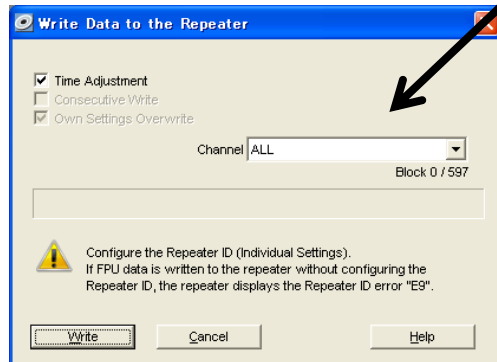 Write Data to the Repeater
Time Adjustment
Consecutive Write
Own Settings Overwrite
Channel ALL
Block 0 / 597
Configure the Repeater ID (Individual Settings).
If FPU data is written to the repeater without configuring the
Repeater ID, the repeater displays the Repeater ID error "E9".
Write Cancel Help